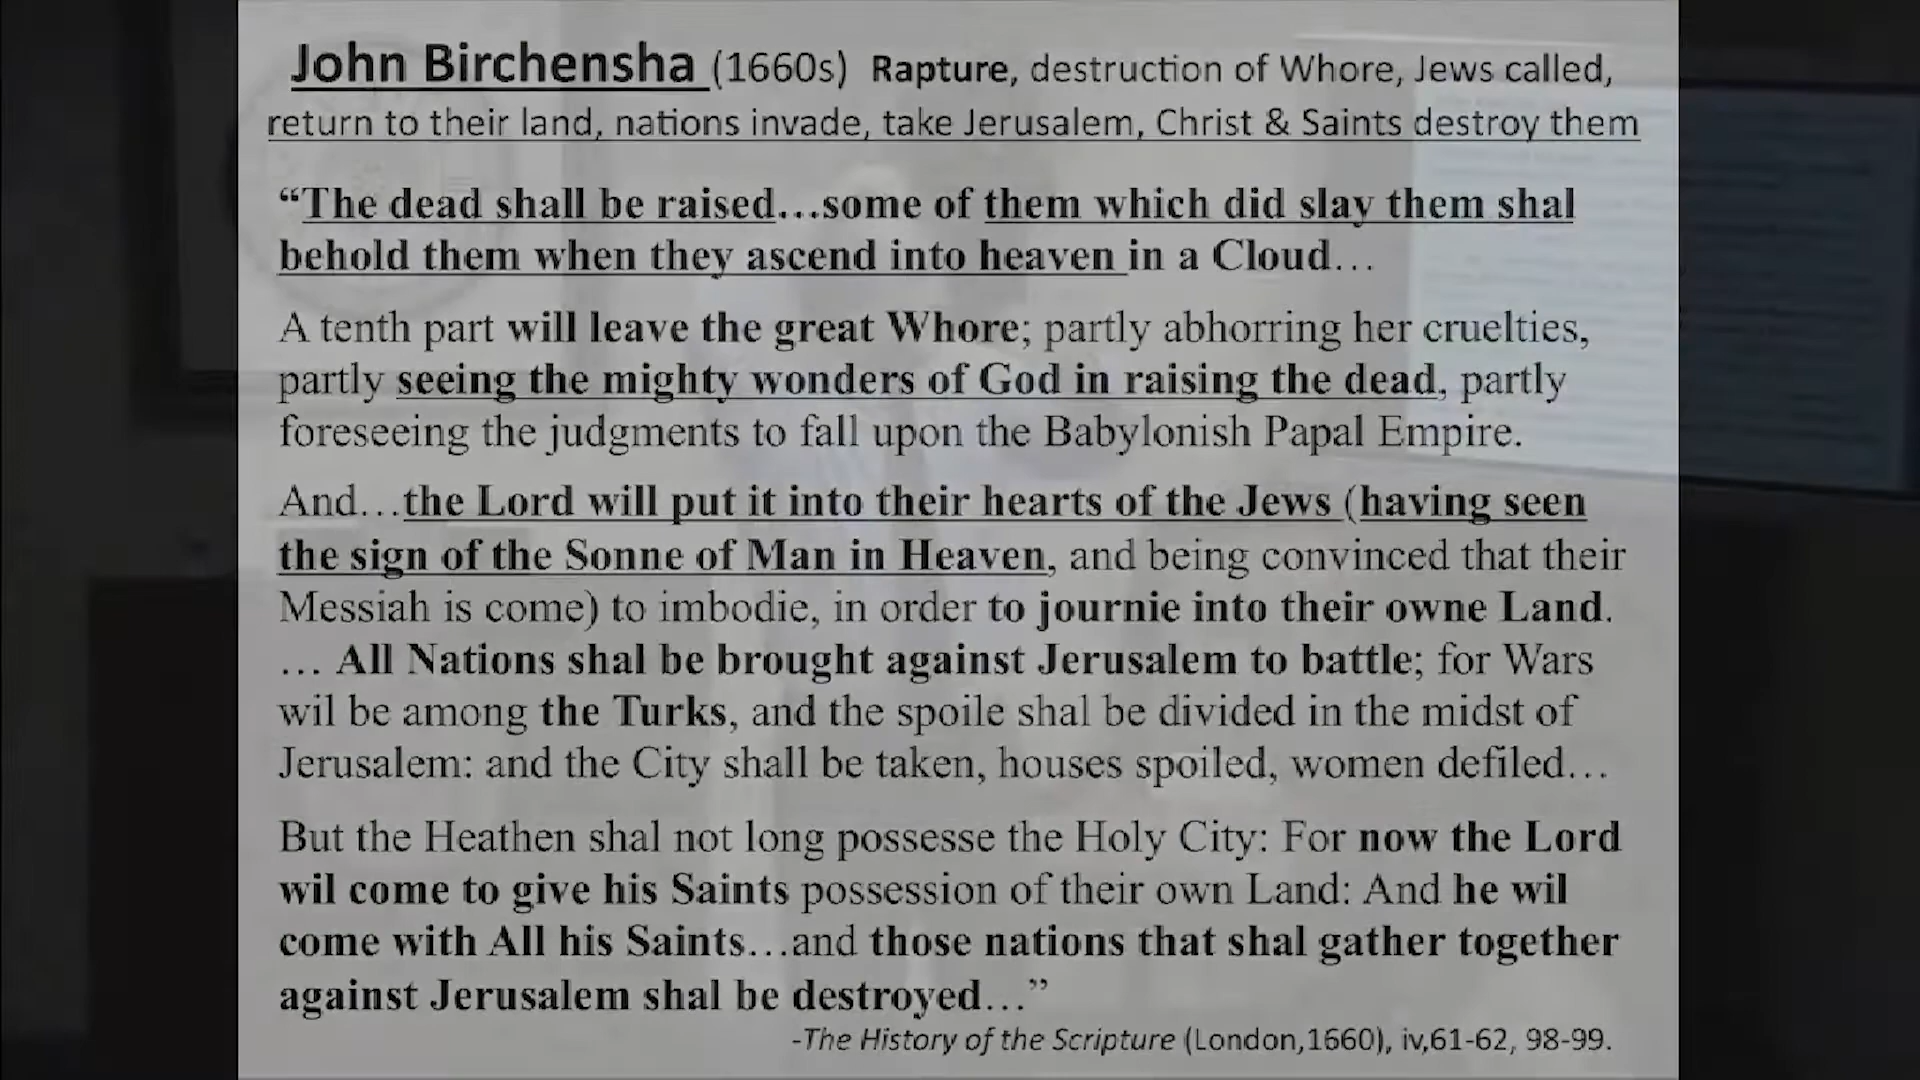 John Birchensha (1660s) Rapture, destruction of Whore, Jews called,
return to their land, nations invade, take Jerusalem, Christ & Saints destroy them
“The dead shall be raised…some of them which did slay them shal
behold them when they ascend into heaven in a Cloud…
A tenth part will leave the great Whore; partly abhorring her cruelties,
partly seeing the mighty wonders of God in raising the dead, partly
foreseeing the judgments to fall upon the Babylonish Papal Empire.
And…the Lord will put it into their hearts of the Jews (having seen
the sign of the Sonne of Man in Heaven, and being convinced that their
Messiah is come) to imbodie, in order to journie into their owne Land.
… All Nations shal be brought against Jerusalem to battle; for Wars
wil be among the Turks, and the spoile shal be divided in the midst of
Jerusalem: and the City shall be taken, houses spoiled, women defiled…
But the Heathen shal not long possesse the Holy City: For now the Lord
wil come to give his Saints possession of their own Land: And he wil
come with All his Saints…and those nations that shal gather together
against Jerusalem shal be destroyed…”
-The History of the Scripture (London,1660), iv,61-62, 98-99.